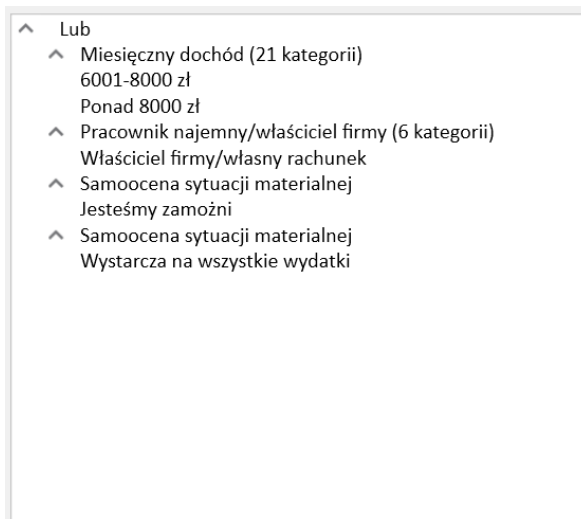 Lub
Miesięczny dochód (21 kategorii)
6001-8000 zł
Ponad 8000 zł
Pracownik najemny/właściciel firmy (6 kategorii)
Właściciel firmy/własny rachunek
Samoocena sytuacji materialnej
Jesteśmy zamożni
Samoocena sytuacji materialnej
Wystarcza na wszystkie wydatki